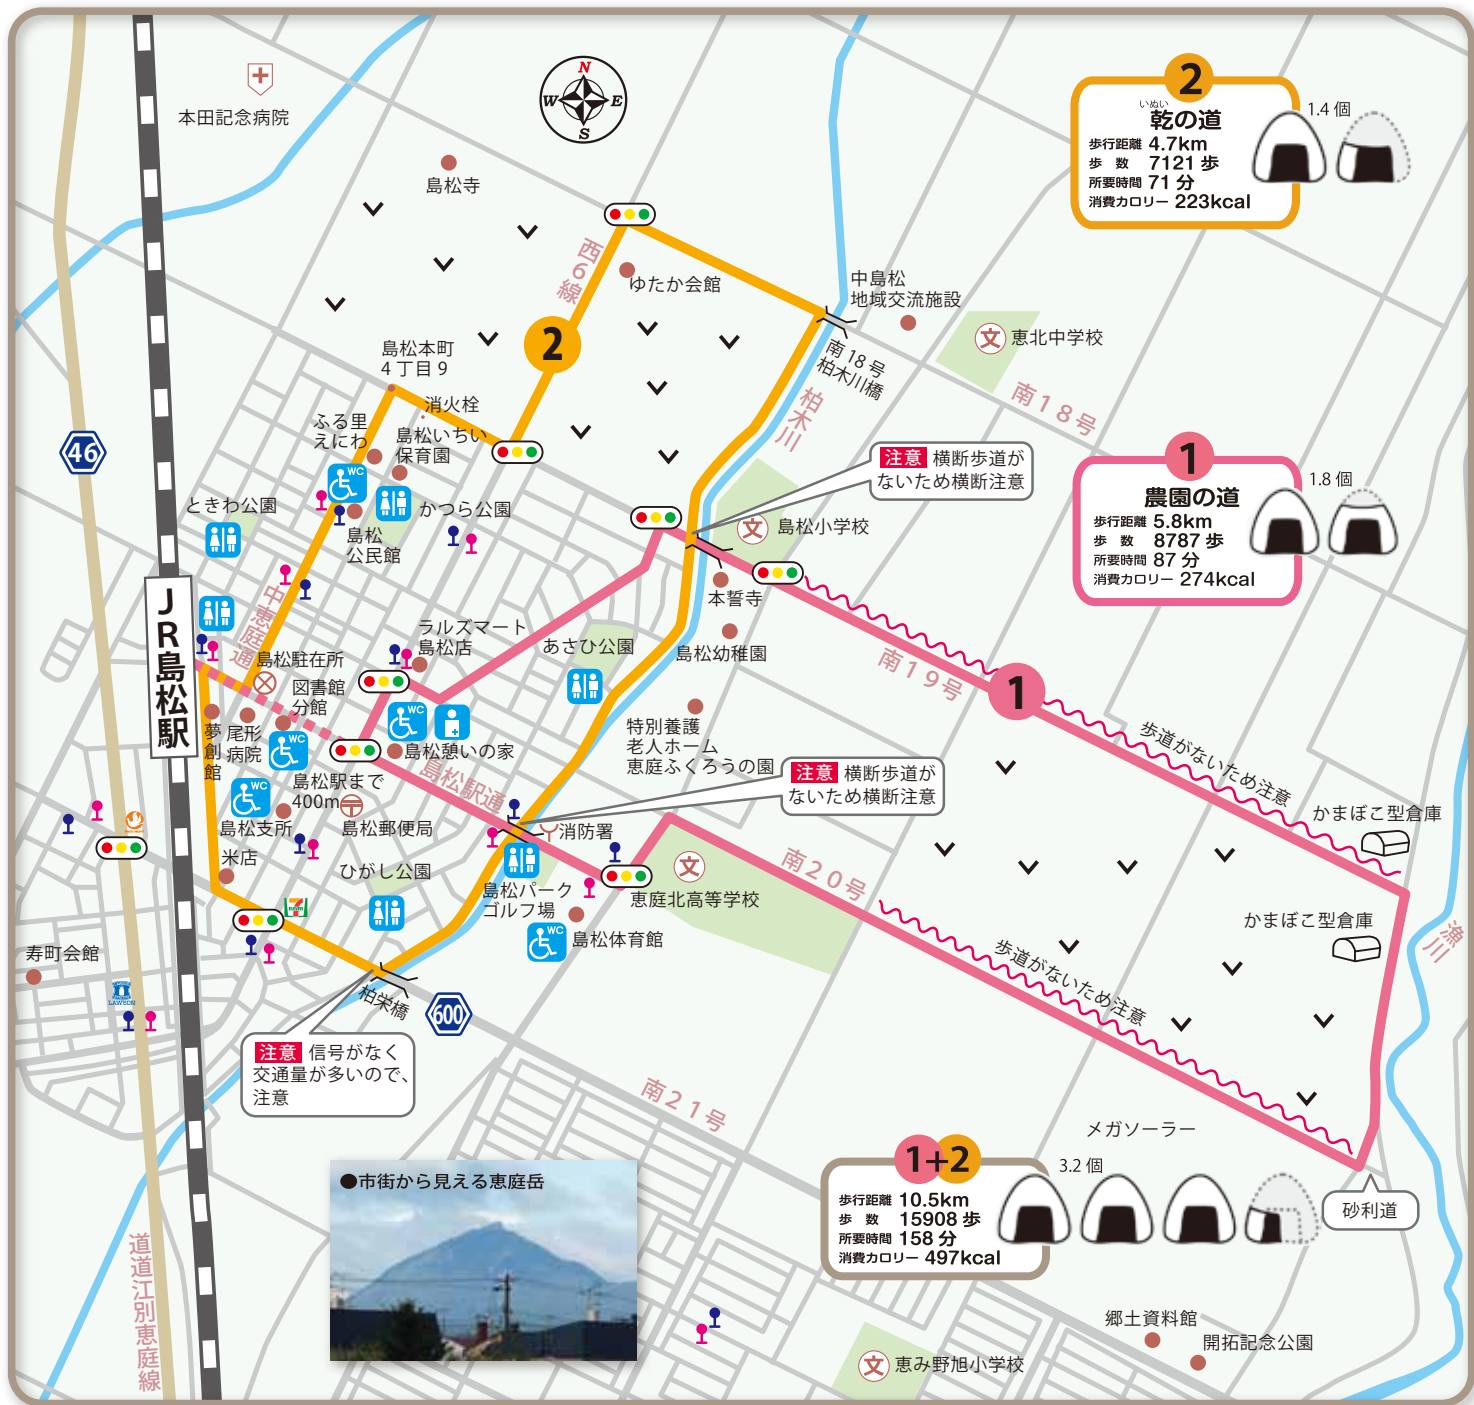 N
W
E
S
本田記念病院
島松寺
2
いぬい
乾の道
歩行距離 4.7km
歩 数 7121 歩
所要時間 71 分
消費カロリー 223kcal
1.4 個
西6線
ゆたか会館
中島松
地域交流施設
恵北中学校
文
2
南18号
柏木川橋
柏木川
南18号
島松本町
4 丁目 9
消火栓
ふる里
えにわ
島松いちい
保育園
46
WC
ときわ公園
かつら公園
島松
公民館
注意 横断歩道が
ないため横断注意
文
島松小学校
1
農園の道
歩行距離 5.8km
歩 数 8787 歩
所要時間 87 分
消費カロリー 274kcal
1.8 個
JR島松駅
中恵庭通
本誓寺
ラルズマート
島松店
あさひ公園
島松幼稚園
南19号
1
島松駐在所
図書館
分館
夢創館
尾形
病院
WC
WC
島松憩いの家
特別養護
老人ホーム
恵庭ふくろうの園
歩道がないため注意
島松駅まで
400m
島松駅通
注意 横断歩道が
ないため横断注意
WC
島松支所
島松郵便局
消防署
かまぼこ型倉庫
米店
ひがし公園
島松パーク
ゴルフ場
文
恵庭北高等学校
南20号
かまぼこ型倉庫
漁川
WC
島松体育館
歩道がないため注意
寿町会館
LAWSON
柏栄橋
600
注意 信号がなく
交通量が多いので、
注意
南21号
メガソーラー
1+2
歩行距離 10.5km
歩 数 15908 歩
所要時間 158 分
消費カロリー 497kcal
3.2 個
砂利道
●市街から見える恵庭岳
道道江別恵庭線
郷土資料館
開拓記念公園
文
恵み野旭小学校